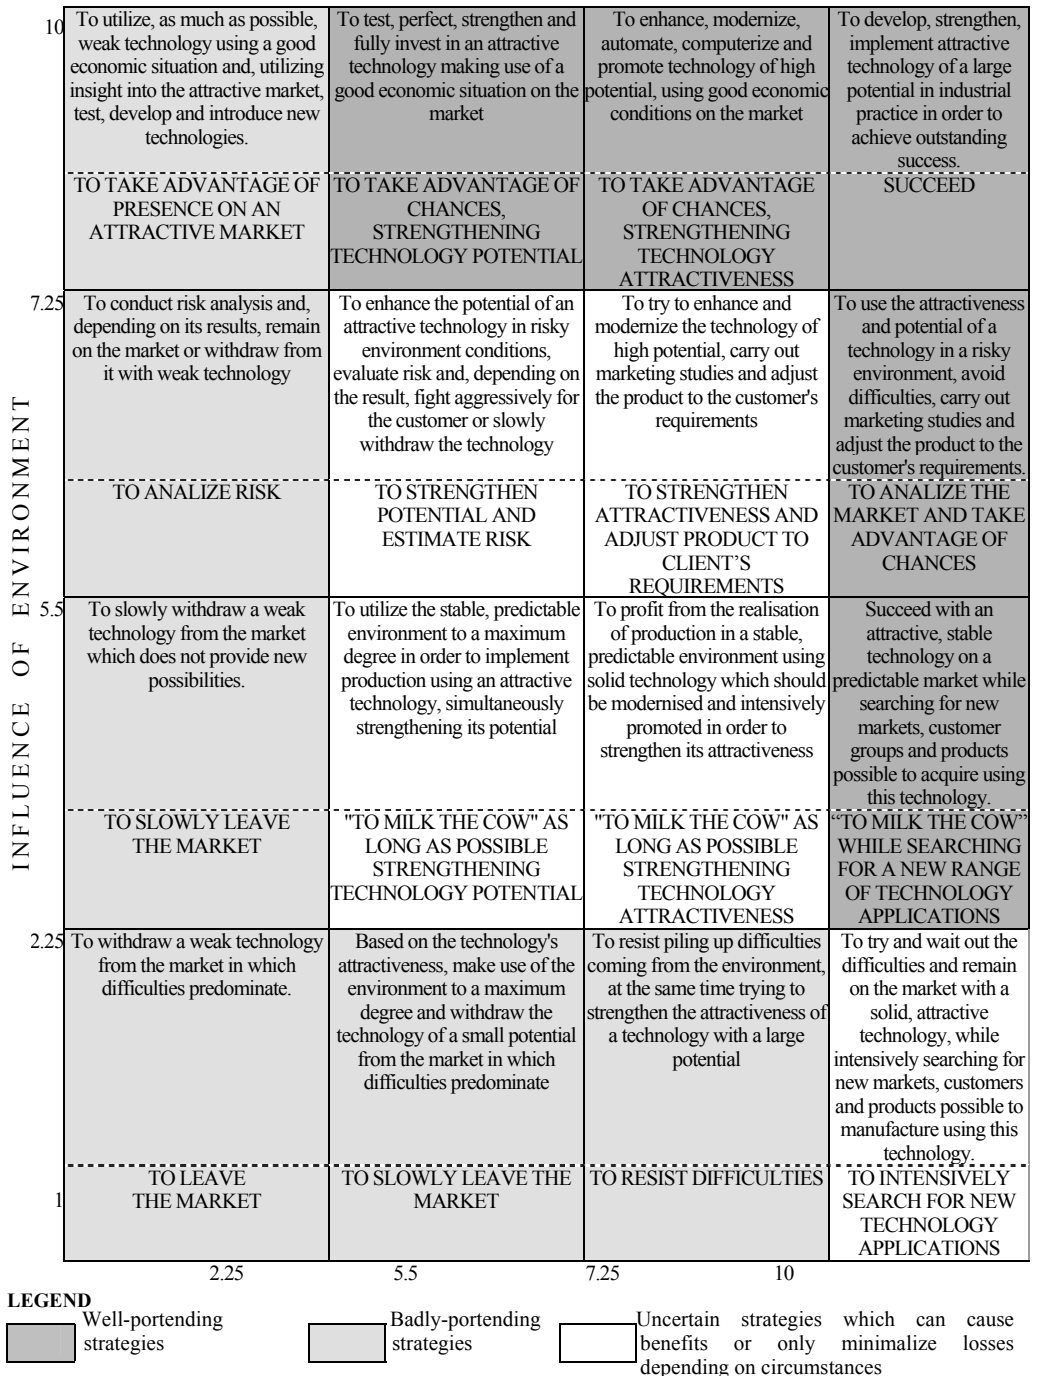 10
To utilize, as much as possible,
weak technology using a good
economic situation and, utilizing
insight into the attractive market,
test, develop and introduce new
technologies.
TO TAKE ADVANTAGE OF
PRESENCE ON AN
ATTRACTIVE MARKET
To test, perfect, strengthen and
fully invest in an attractive
technology making use of a
good economic situation on the
market
TO TAKE ADVANTAGE OF
CHANCES,
STRENGTHENING
TECHNOLOGY POTENTIAL
To enhance, modernize,
automate, computerize and
promote technology of high
potential, using good economic
conditions on the market
TO TAKE ADVANTAGE
OF CHANCES,
STRENGTHENING
TECHNOLOGY
ATTRACTIVENESS
To develop, strengthen,
implement attractive
technology of a large
potential in industrial
practice in order to
achieve outstanding
success.
SUCCEED
7.25
To conduct risk analysis and,
depending on its results, remain
on the market or withdraw from
it with weak technology
TO ANALIZE RISK
To enhance the potential of an
attractive technology in risky
environment conditions,
evaluate risk and, depending on
the result, fight aggressively for
the customer or slowly
withdraw the technology
TO STRENGTHEN
POTENTIAL AND
ESTIMATE RISK
To try to enhance and
modernize the technology of
high potential, carry out
marketing studies and adjust
the product to the customer's
requirements
TO STRENGTHEN
ATTRACTIVENESS AND
ADJUST PRODUCT TO
CLIENT’S
REQUIREMENTS
To use the attractiveness
and potential of a
technology in a risky
environment, avoid
difficulties, carry out
marketing studies and
adjust the product to the
customer's requirements.
TO ANALIZE THE
MARKET AND TAKE
ADVANTAGE OF
CHANCES
INFLUENCE OF ENVIRONMENT
5.5
To slowly withdraw a weak
technology from the market
which does not provide new
possibilities.
TO SLOWLY LEAVE
THE MARKET
To utilize the stable, predictable
environment to a maximum
degree in order to implement
production using an attractive
technology, simultaneously
strengthening its potential
"TO MILK THE COW" AS
LONG AS POSSIBLE
STRENGTHENING
TECHNOLOGY POTENTIAL
To profit from the realisation
of production in a stable,
predictable environment using
solid technology which should
be modernised and intensively
promoted in order to
strengthen its attractiveness
"TO MILK THE COW" AS
LONG AS POSSIBLE
STRENGTHENING
TECHNOLOGY
ATTRACTIVENESS
Succeed with an
attractive, stable
technology on a
predictable market while
searching for new
markets, customer
groups and products
possible to acquire using
this technology.
“TO MILK THE COW”
WHILE SEARCHING
FOR A NEW RANGE
OF TECHNOLOGY
APPLICATIONS
2.25
To withdraw a weak technology
from the market in which
difficulties predominate.
1
TO LEAVE
THE MARKET
Based on the technology's
attractiveness, make use of the
environment to a maximum
degree and withdraw the
technology of a small potential
from the market in which
difficulties predominate
TO SLOWLY LEAVE THE
MARKET
To resist piling up difficulties
coming from the environment,
at the same time trying to
strengthen the attractiveness of
a technology with a large
potential
TO RESIST DIFFICULTIES
To try and wait out the
difficulties and remain
on the market with a
solid, attractive
technology, while
intensively searching for
new markets, customers
and products possible to
manufacture using this
technology.
TO INTENSIVELY
SEARCH FOR NEW
TECHNOLOGY
APPLICATIONS
2.25 5.5 7.25 10
LEGEND
Well-portending
strategies
Badly-portending
strategies
Uncertain strategies which can cause
benefits or only minimalize losses
depending on circumstances